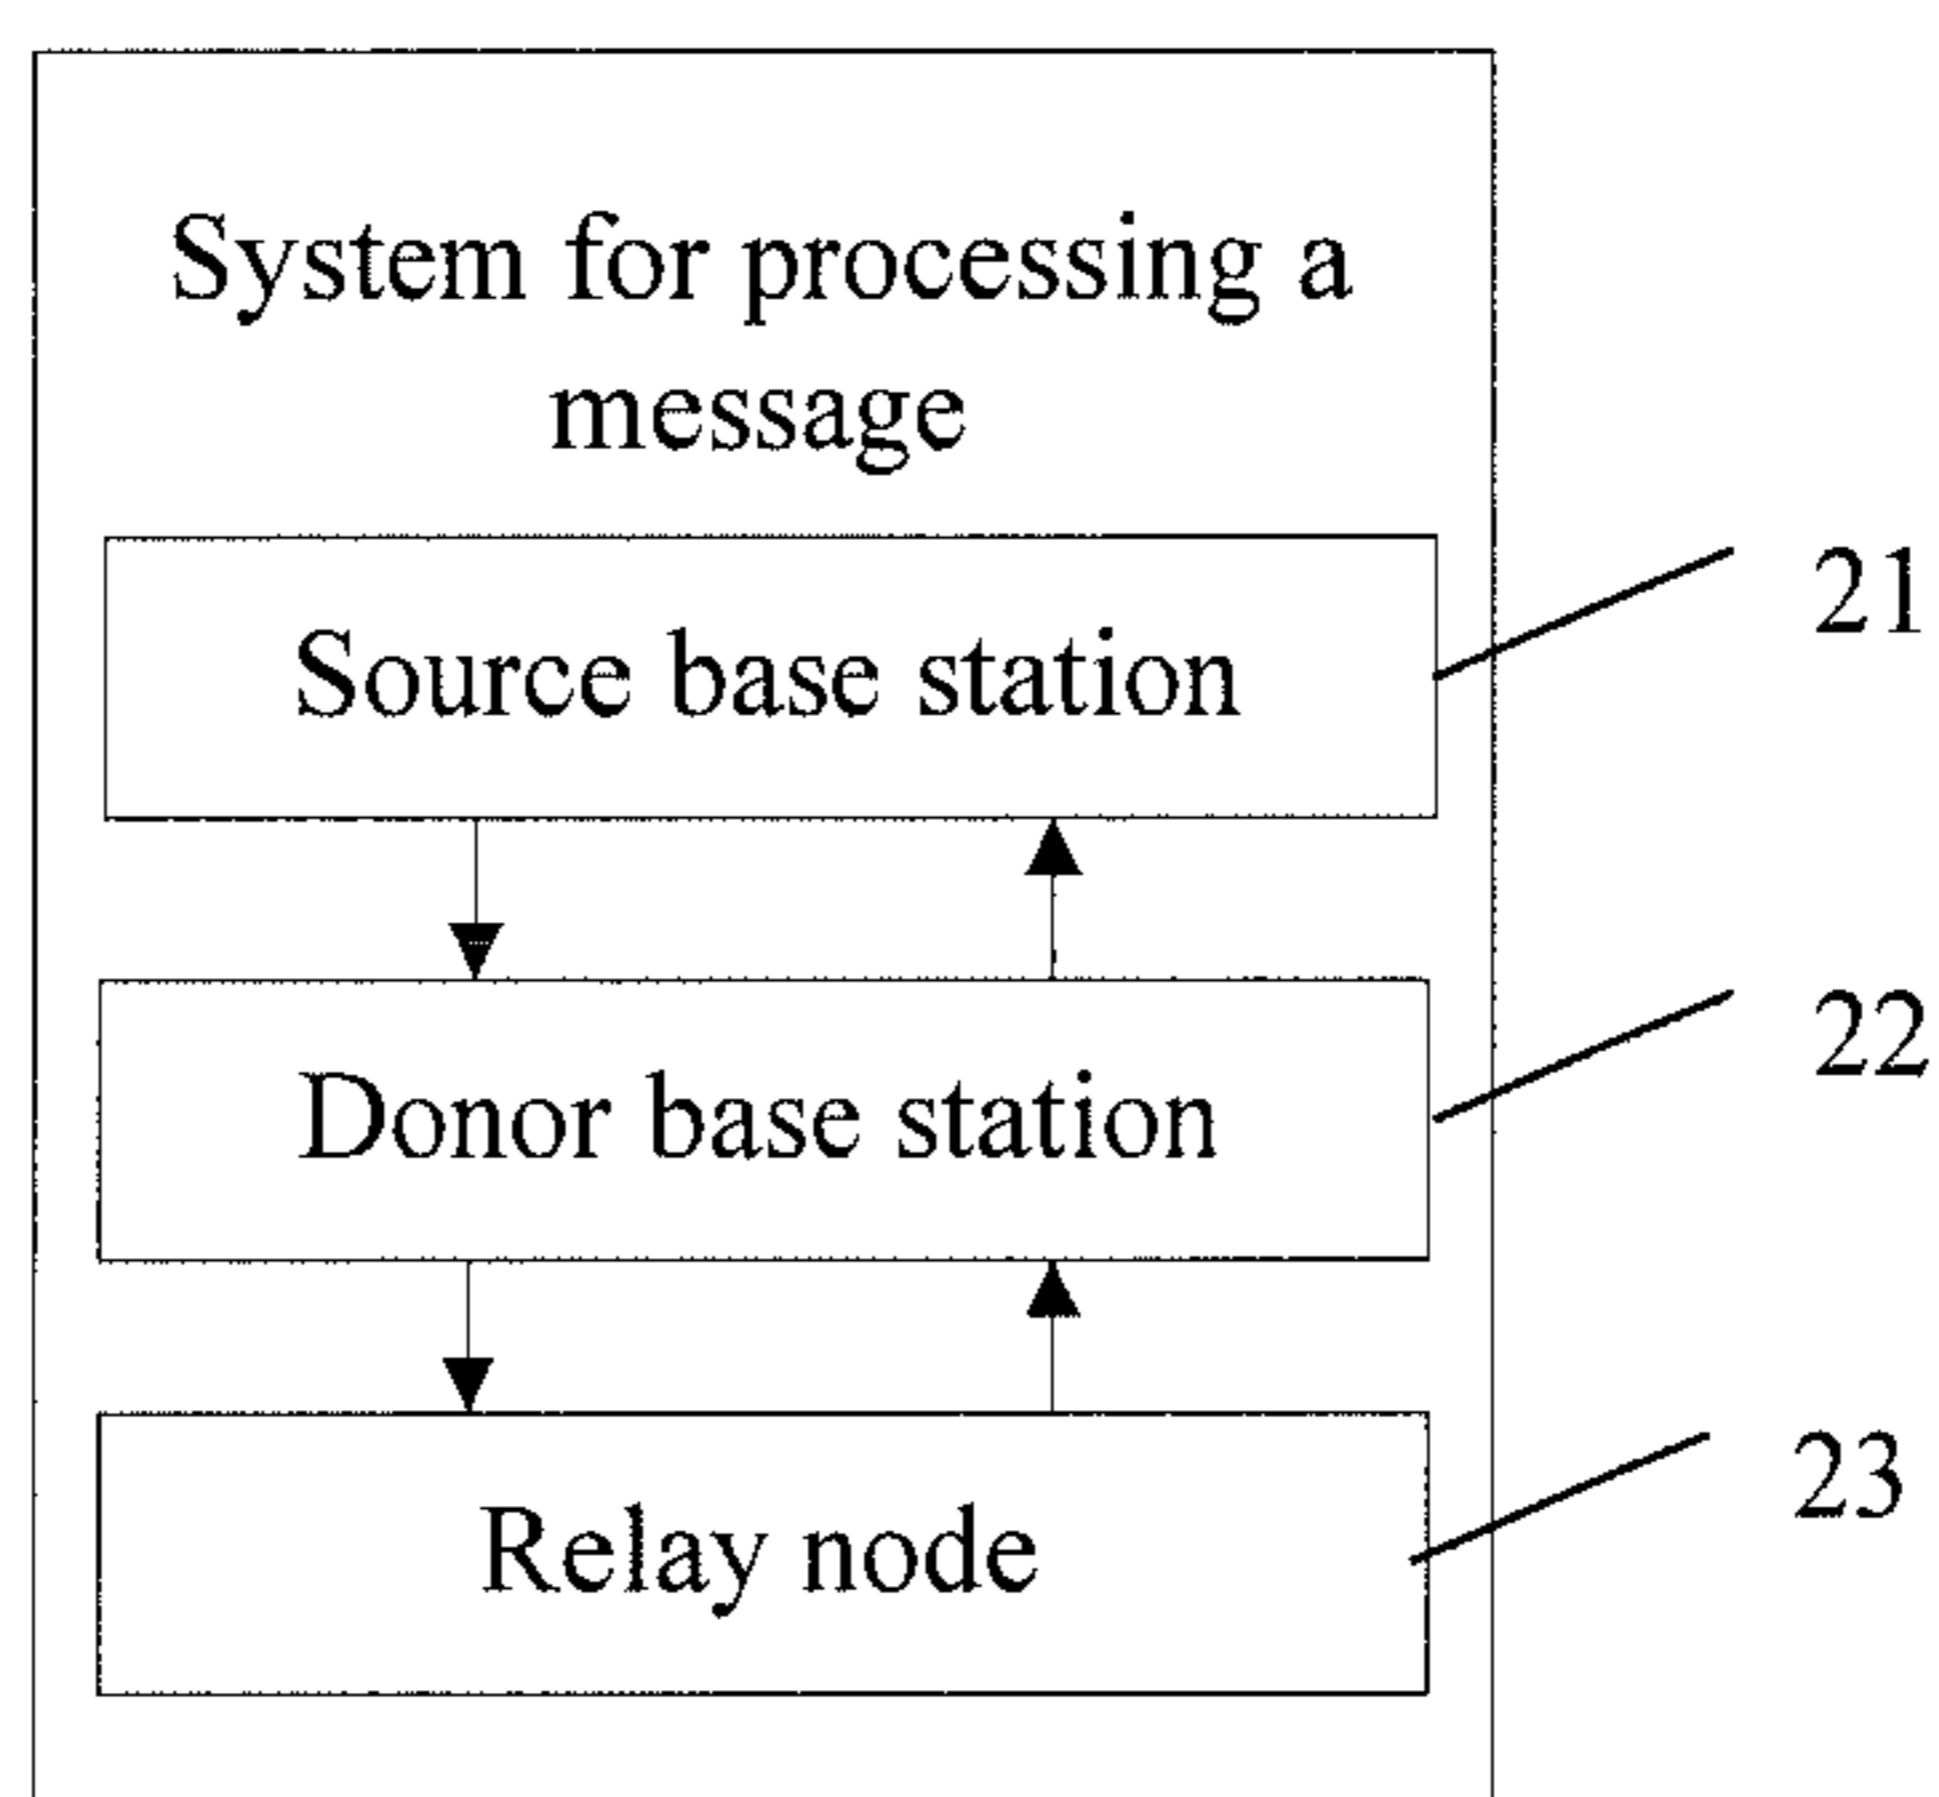 System for processing a
message
Source base station
21
Donor base station
22
Relay node
23